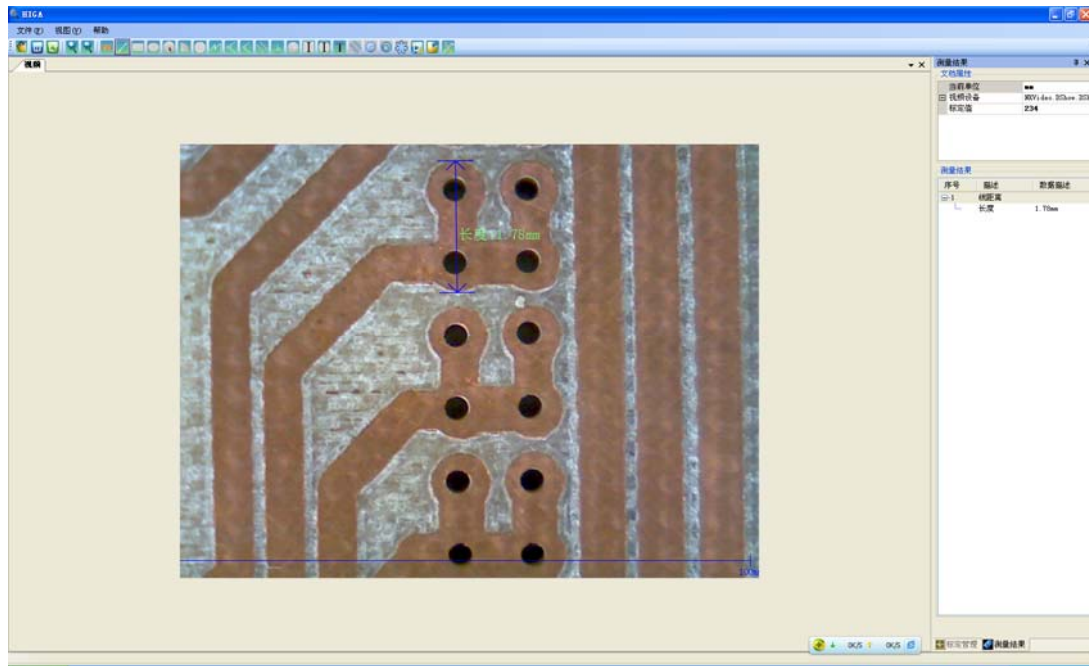 HIGA
文件(F) 视图(V) 帮助
视频
测量结果
文档属性
当前单位 mm
视频设备
标定值 234
长度:1.78mm
测量结果
序号 描述 数据描述
1 线距离
长度 1.78mm
0K/S 0K/S
标定管理 测量结果